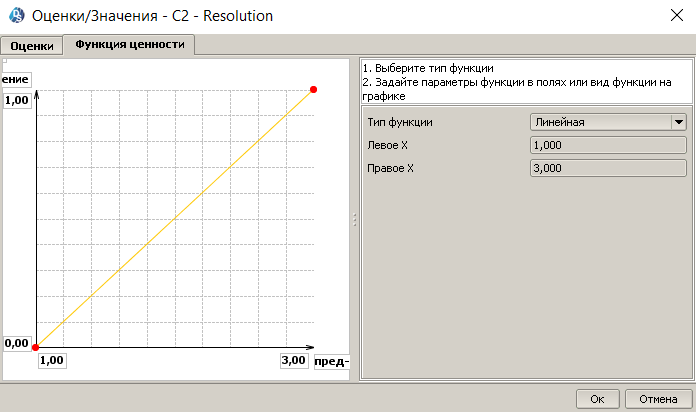 Оценки/Значения - C2 - Resolution
Оценки
Функция ценности
ение
1,00
0,00
1,00
3,00
пред-
1. Выберите тип функции
2. Задайте параметры функции в полях или вид функции на
графике
Тип функции
Линейная
Левое X
1,000
Правое X
3,000
Ок
Отмена